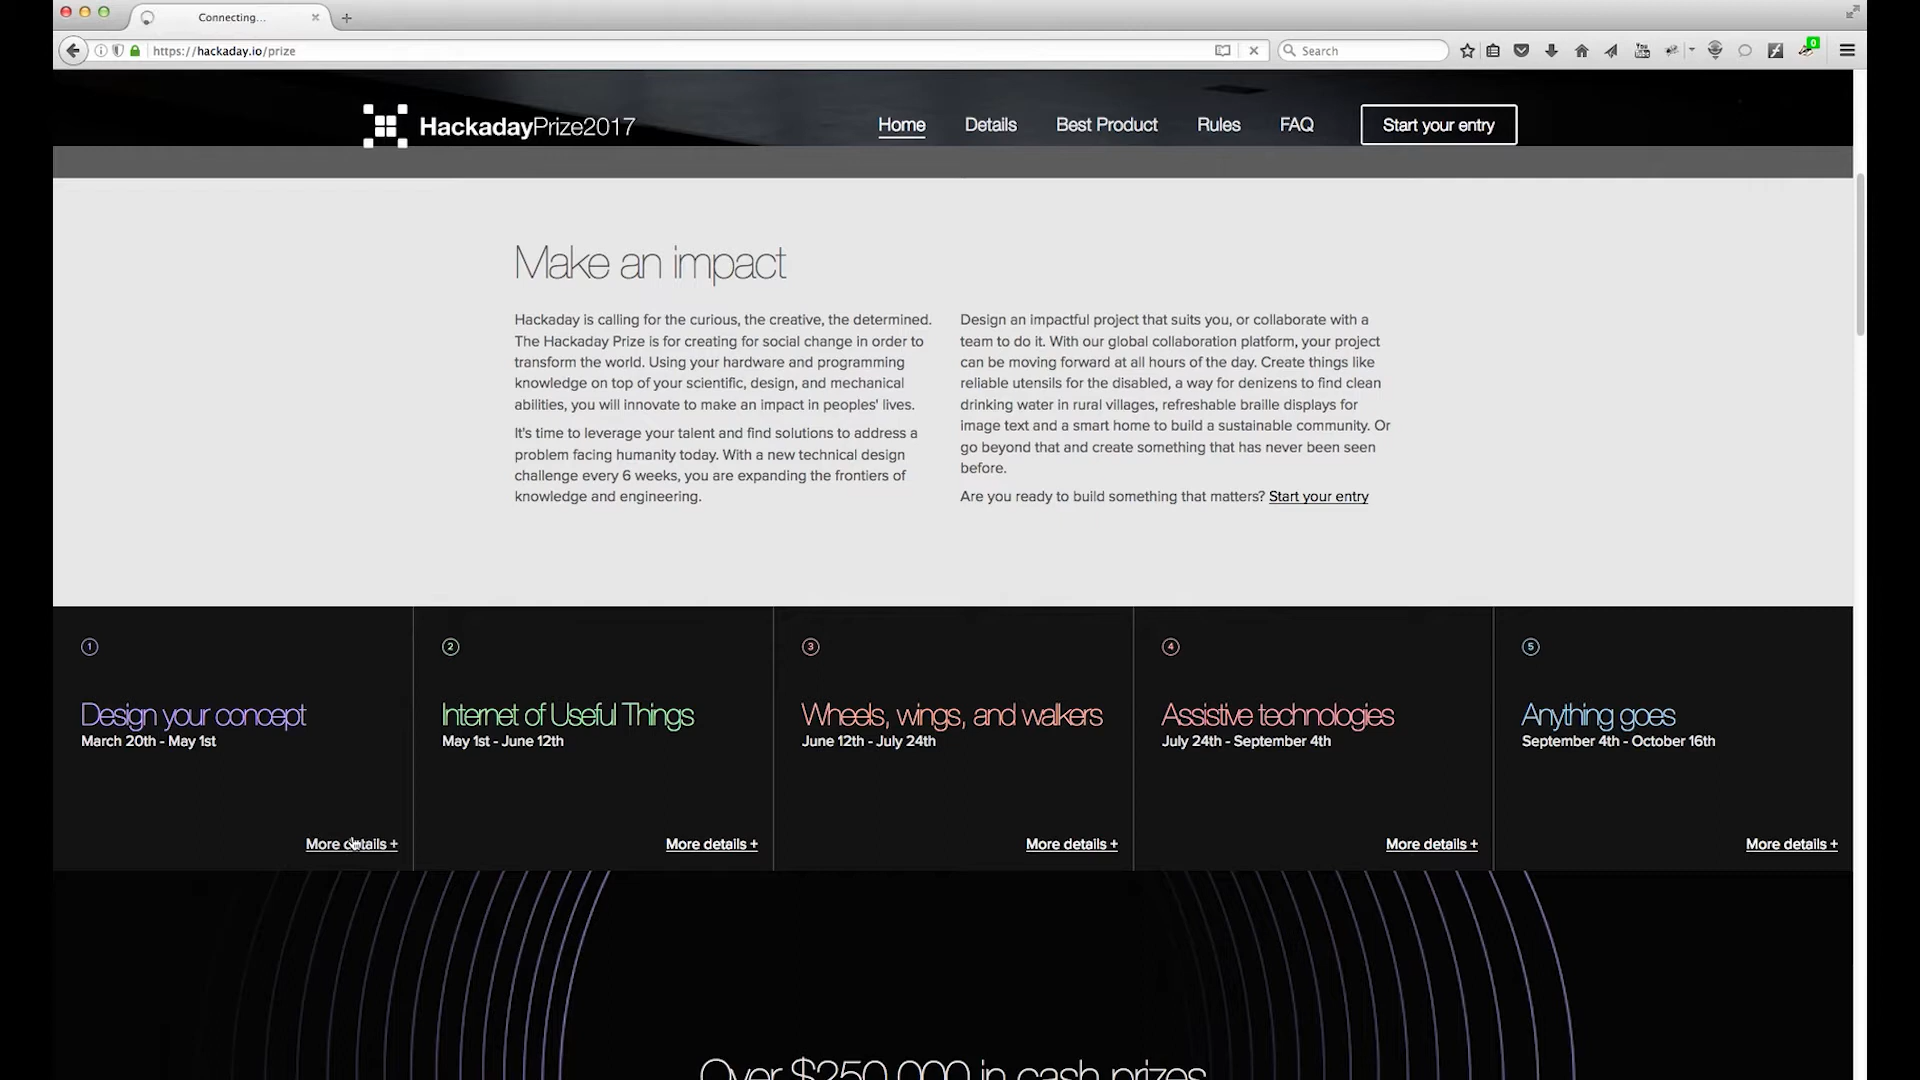 Connecting...
https://hackaday.io/prize
Search
You
0
HackadayPrize2017
Home
Details
Best Product
Rules
FAQ
Start your entry
Make an impact
Hackaday is calling for the curious, the creative, the determined.
The Hackaday Prize is for creating for social change in order to
transform the world. Using your hardware and programming
knowledge on top of your scientific, design, and mechanical
abilities, you will innovate to make an impact in peoples' lives.
It's time to leverage your talent and find solutions to address a
problem facing humanity today. With a new technical design
challenge every 6 weeks, you are expanding the frontiers of
knowledge and engineering.
Design an impactful project that suits you, or collaborate with a
team to do it. With our global collaboration platform, your project
can be moving forward at all hours of the day. Create things like
reliable utensils for the disabled, a way for denizens to find clean
drinking water in rural villages, refreshable braille displays for
image text and a smart home to build a sustainable community. Or
go beyond that and create something that has never been seen
before.
Are you ready to build something that matters? Start your entry
1
Design your concept
March 20th - May 1st
More details +
2
Internet of Useful Things
May 1st - June 12th
More details +
3
Wheels, wings, and walkers
June 12th - July 24th
More details +
4
Assistive technologies
July 24th - September 4th
More details +
5
Anything goes
September 4th - October 16th
More details +
Over $250,000 in cash prizes